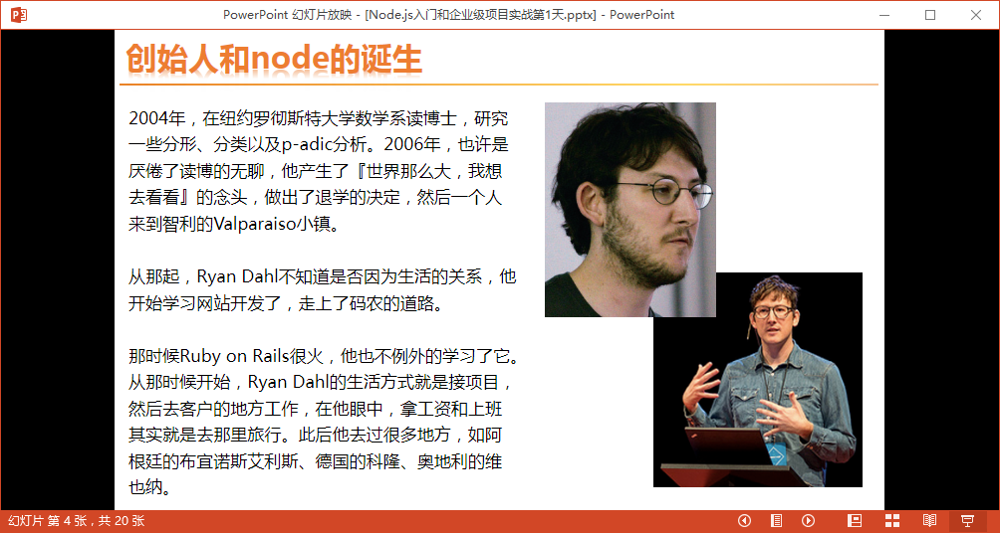 PowerPoint 幻灯片放映 - [Node.js入门和企业级项目实战第1天.pptx] - PowerPoint
创始人和node的诞生
2004年，在纽约罗彻斯特大学数学系读博士，研究
一些分形、分类以及p-adic分析。2006年，也许是
厌倦了读博的无聊，他产生了『世界那么大，我想
去看看』的念头，做出了退学的决定，然后一个人
来到智利的Valparaiso小镇。
从那起，Ryan Dahl不知道是否因为生活的关系，他
开始学习网站开发了，走上了码农的道路。
那时候Ruby on Rails很火，他也不例外的学习了它。
从那时候开始，Ryan Dahl的生活方式就是接项目，
然后去客户的地方工作，在他眼中，拿工资和上班
其实就是去那里旅行。此后他去过很多地方，如阿
根廷的布宜诺斯艾利斯、德国的科隆、奥地利的维
也纳。
幻灯片 第 4 张，共 20 张